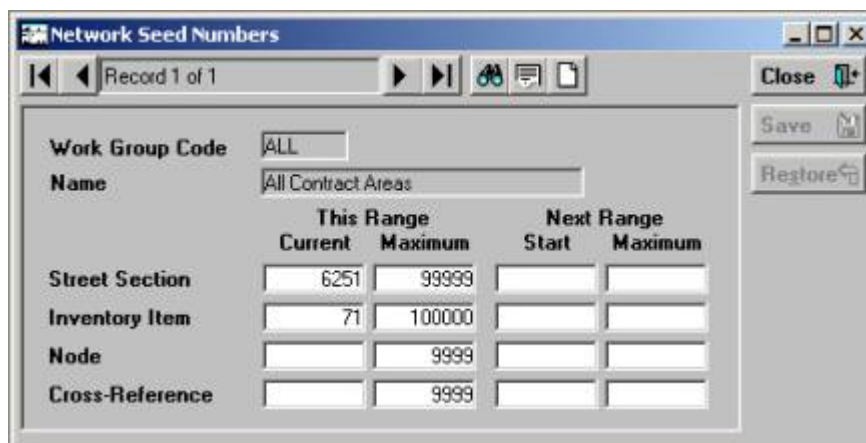 Network Seed Numbers
Record 1 of 1
Close
Save
Restore
Work Group Code ALL
Name All Contract Areas
This Range Next Range
Current Maximum Start Maximum
Street Section 6251 99999
Inventory Item 71 100000
Node 9999
Cross-Reference 9999